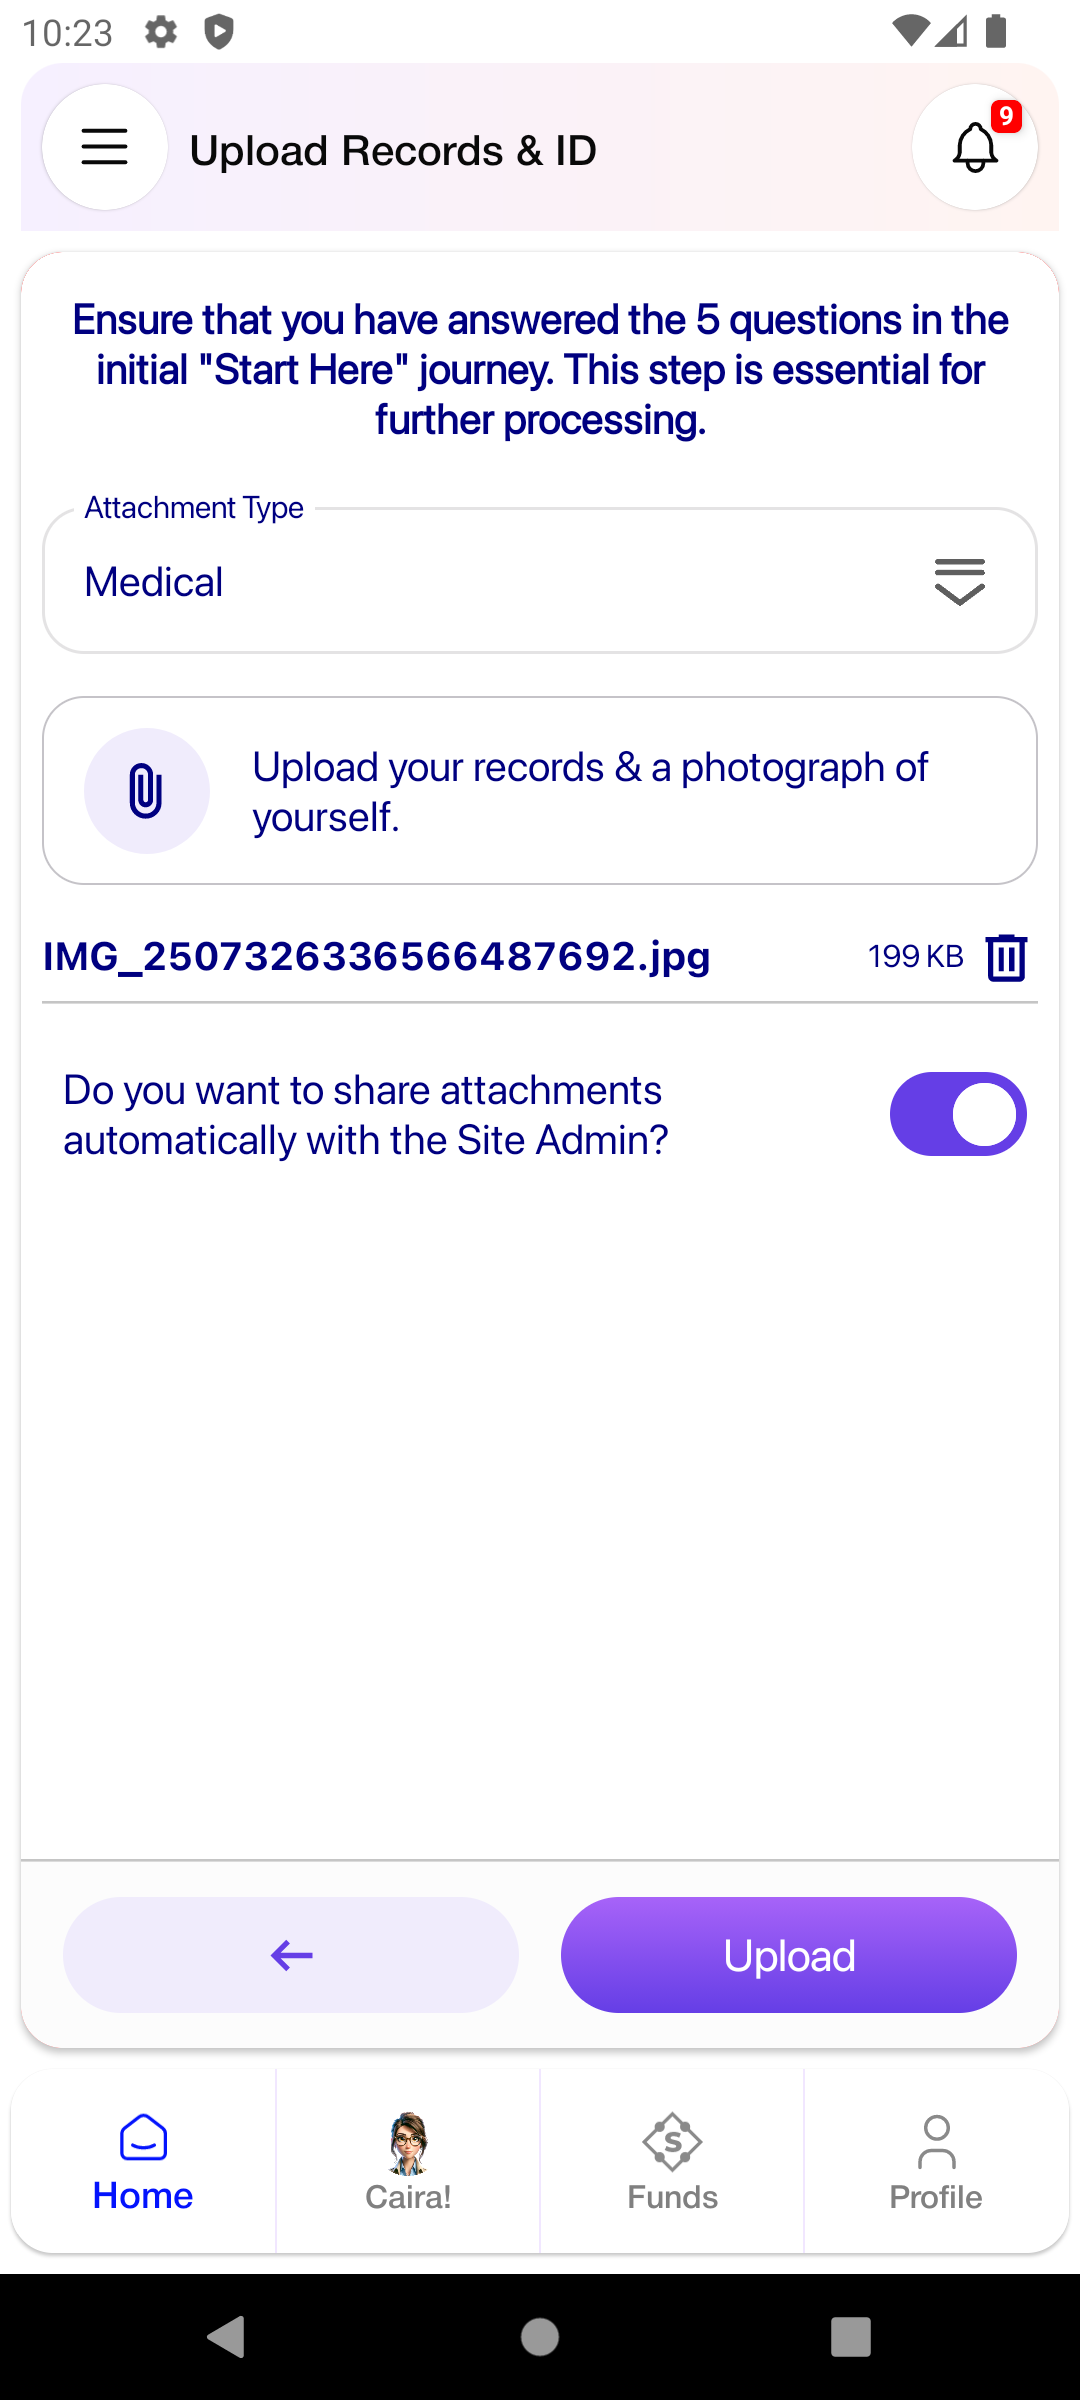 10:23
Upload Records & ID
9
Ensure that you have answered the 5 questions in the
initial "Start Here" journey. This step is essential for
further processing.
Attachment Type
Medical
Upload your records & a photograph of
yourself.
IMG_2507326336566487692.jpg
199 KB
Do you want to share attachments
automatically with the Site Admin?
Upload
Home
Caira!
S
Funds
Profile